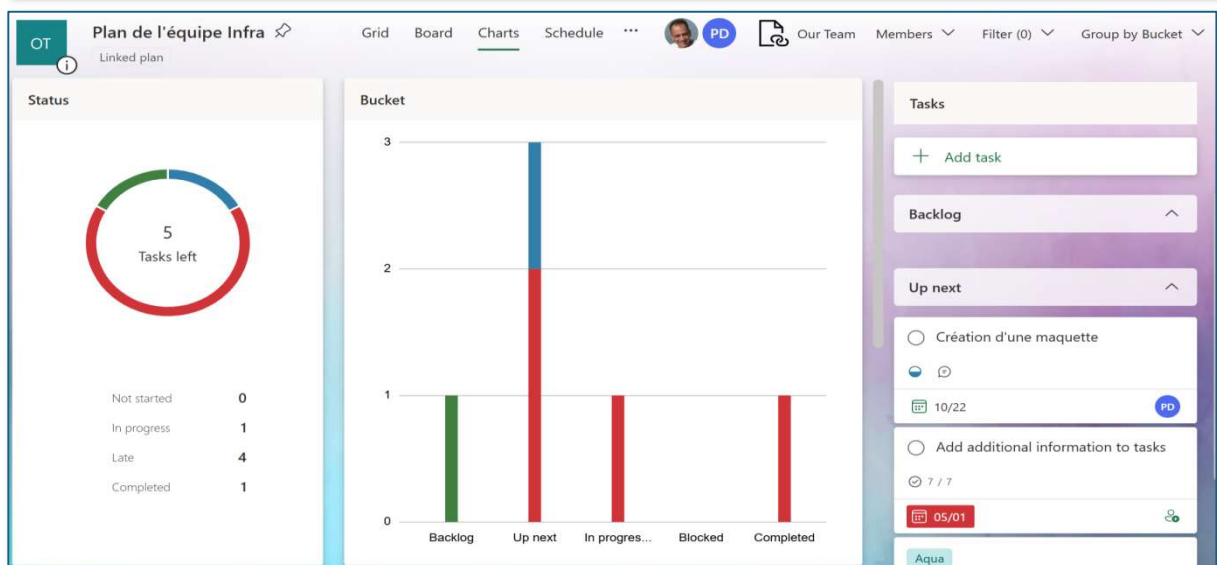 OT
Plan de l'équipe Infra
Linked plan
Grid Board Charts Schedule ... PD Our Team Members Filter (0) Group by Bucket
Status
5
Tasks left
Not started 0
In progress 1
Late 4
Completed 1
Bucket
3
2
1
0
Backlog Up next In progres... Blocked Completed
Tasks
+ Add task
Backlog
Up next
Création d'une maquette
10/22 PD
Add additional information to tasks
7 / 7
05/01
Aqua